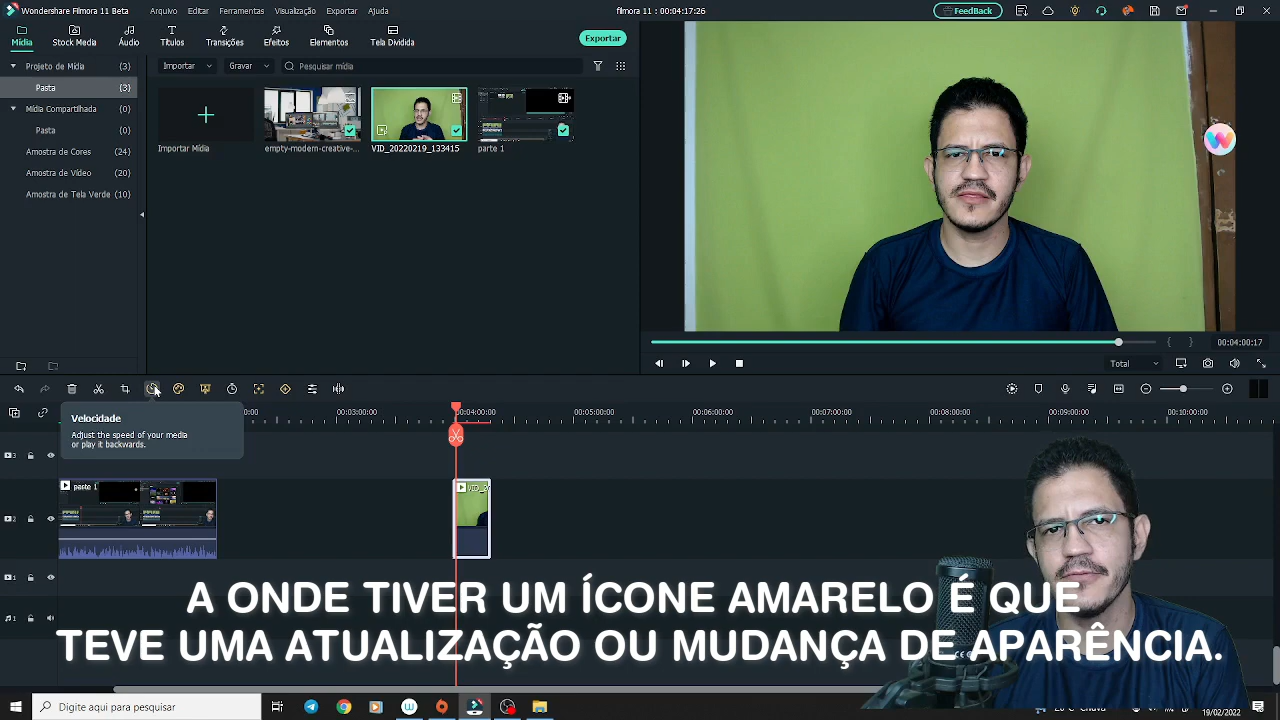 Wondershare Filmora 11 Beta
Arquivo Editar Ferramentas Visualização Exportar Ajuda
filmora 11 : 00:04:17:26
FeedBack
Mídia Stock Media Áudio Títulos Transições Efeitos Elementos Tela Dividida
Exportar
Projeto de Mídia (3)
Pasta (3)
Mídia Compartilhada (0)
Pasta (0)
Amostra de Cores (24)
Amostra de Vídeo (20)
Amostra de Tela Verde (10)
Importar Gravar Pesquisar mídia
Importar Mídia empty-modern-creative-... VID_20220219_133415 parte 1
00:04:00:17
Total
Velocidade
Adjust the speed of your media
or play it backwards.
00:03:00:00 00:04:00:00 00:05:00:00 00:06:00:00 00:07:00:00 00:08:00:00 00:09:00:00 00:10:00:00
3
2
parte 1
VID_2
1
1
A ONDE TIVER UM ÍCONE AMARELO É QUE
TEVE UMA ATUALIZAÇÃO OU MUDANÇA DE APARÊNCIA.
Digite aqui para pesquisar
Chuva
19/02/2022